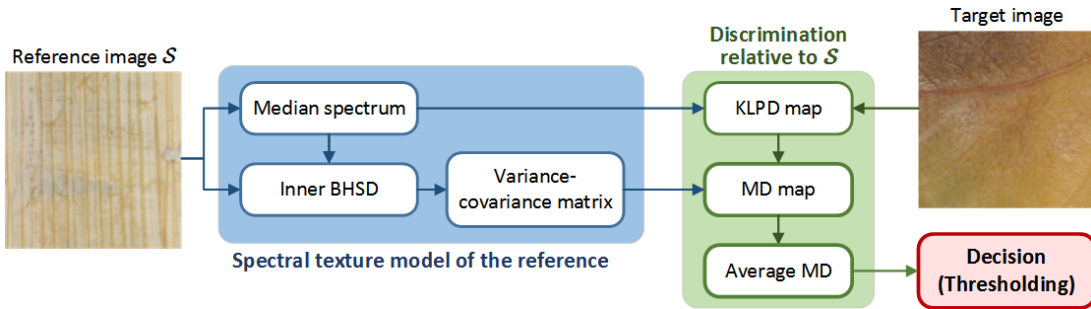 Reference image 𝒮
Median spectrum
Inner BHSD
Variance-
covariance matrix
Spectral texture model of the reference
Discrimination
relative to 𝒮
KLPD map
MD map
Average MD
Target image
Decision
(Thresholding)